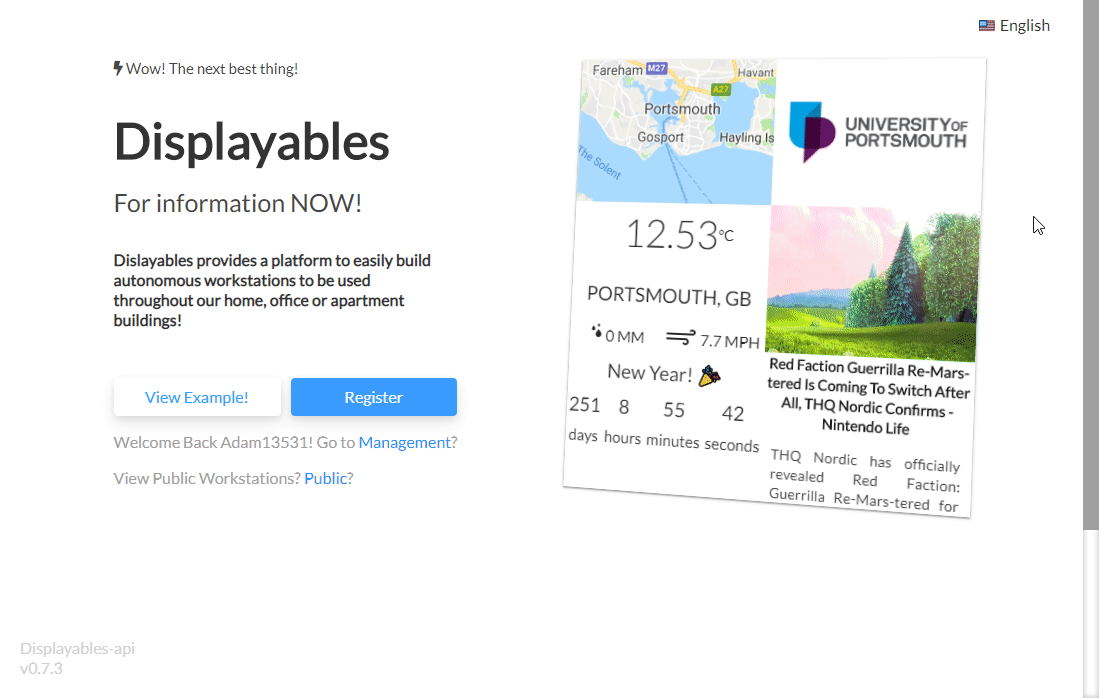 English
Wow! The next best thing!
Displayables
For information NOW!
Dislayables provides a platform to easily build
autonomous workstations to be used
throughout our home, office or apartment
buildings!
View Example!
Register
Welcome Back Adam13531! Go to Management?
View Public Workstations? Public?
Fareham M27
Havant
A27
Portsmouth
Gosport
Hayling Is
The Solent
UNIVERSITY OF
PORTSMOUTH
12.53°C
PORTSMOUTH, GB
0 MM 7.7 MPH
New Year! 🎉
251 8 55 42
days hours minutes seconds
Red Faction Guerrilla Re-Mars-
tered Is Coming To Switch After
All, THQ Nordic Confirms -
Nintendo Life
THQ Nordic has officially
revealed Red Faction:
Guerrilla Re-Mars-tered for
Displayables-api
v0.7.3